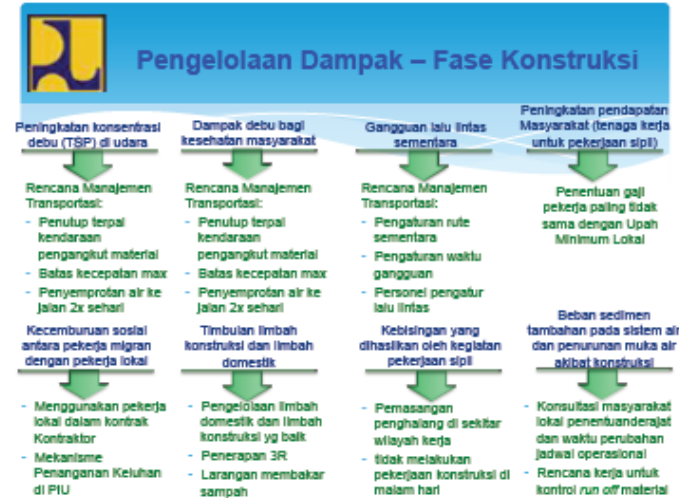 Pengelolaan Dampak – Fase Konstruksi
Peningkatan konsentrasi
debu (TSP) di udara
Rencana Manajemen
Transportasi:
- Penutup terpal
kendaraan
pengangkut material
- Batas kecepatan max
- Penyemprotan air ke
jalan 2x sehari
Dampak debu bagi
kesehatan masyarakat
Rencana Manajemen
Transportasi:
- Penutup terpal
kendaraan
pengangkut material
- Batas kecepatan max
- Penyemprotan air ke
jalan 2x sehari
Gangguan lalu lintas
sementara
Rencana Manajemen
Transportasi:
- Pengaturan rute
sementara
- Pengaturan waktu
gangguan
- Personel pengatur
lalu lintas
Peningkatan pendapatan
Masyarakat (tenaga kerja
untuk pekerjaan sipil)
Penentuan gaji
pekerja paling tidak
sama dengan Upah
Minimum Lokal
Kecemburuan sosial
antara pekerja migran
dengan pekerja lokal
- Menggunakan pekerja
lokal dalam kontrak
Kontraktor
- Mekanisme
Penanganan Keluhan
di PIU
Timbulan limbah
konstruksi dan limbah
domestik
- Pengelolaan limbah
domestik dan limbah
konstruksi yg baik
- Penerapan 3R
- Larangan membakar
sampah
Kebisingan yang
dihasilkan oleh kegiatan
pekerjaan sipil
- Pemasangan
penghalang di sekitar
wilayah kerja
- tidak melakukan
pekerjaan konstruksi di
malam hari
Beban sedimen
tambahan pada sistem air
dan penurunan muka air
akibat konstruksi
- Konsultasi masyarakat
lokal penentuanderajat
dan waktu perubahan
jadwal operasional
- Rencana kerja untuk
kontrol run off material